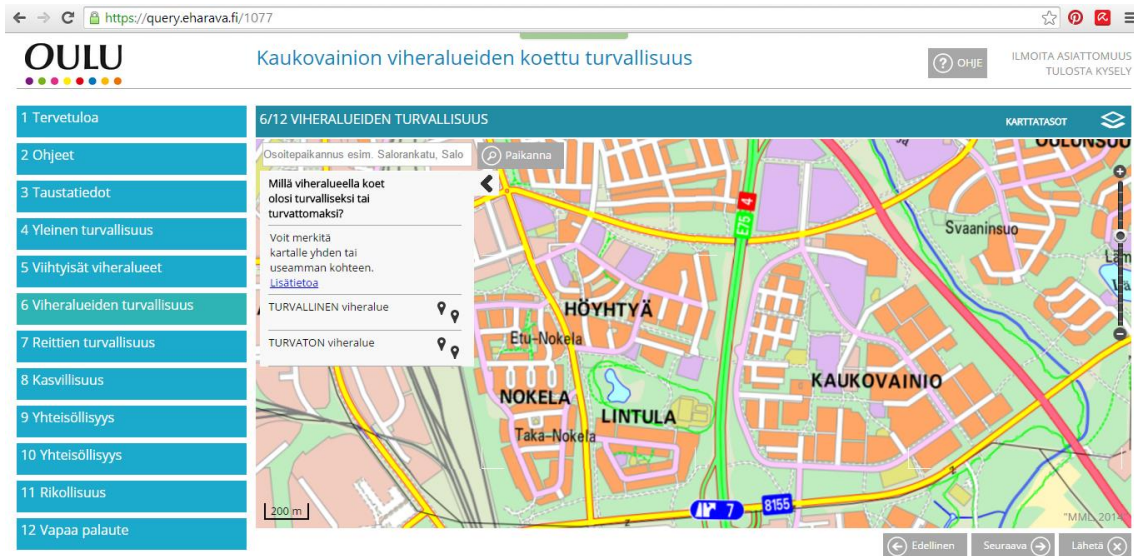 https://query.eharava.fi/1077
OULU
Kaukovainion viheralueiden koettu turvallisuus
? OHJE
ILMOITA ASIATTOMUUS
TULOSTA KYSELY
1 Tervetuloa
2 Ohjeet
3 Taustatiedot
4 Yleinen turvallisuus
5 Viihtyisät viheralueet
6 Viheralueiden turvallisuus
7 Reittien turvallisuus
8 Kasvillisuus
9 Yhteisöllisyys
10 Yhteisöllisyys
11 Rikollisuus
12 Vapaa palaute
6/12 VIHERALUEIDEN TURVALLISUUS
KARTTATASOT
Osoitepaikannus esim. Salorankatu, Salo
Paikanna
Millä viheralueella koet
olosi turvalliseksi tai
turvattomaksi?
Voit merkitä
kartalle yhden tai
useamman kohteen.
Lisätietoa
TURVALLINEN viheralue
TURVATON viheralue
OULUNSUU
4
E75
Svaaninsuo
HÖYHTYÄ
Etu-Nokela
KAUKOVAINIO
NOKELA
LINTULA
Taka-Nokela
200 m
7
8155
"MML, 2014"
Edellinen
Seuraava
Lähetä